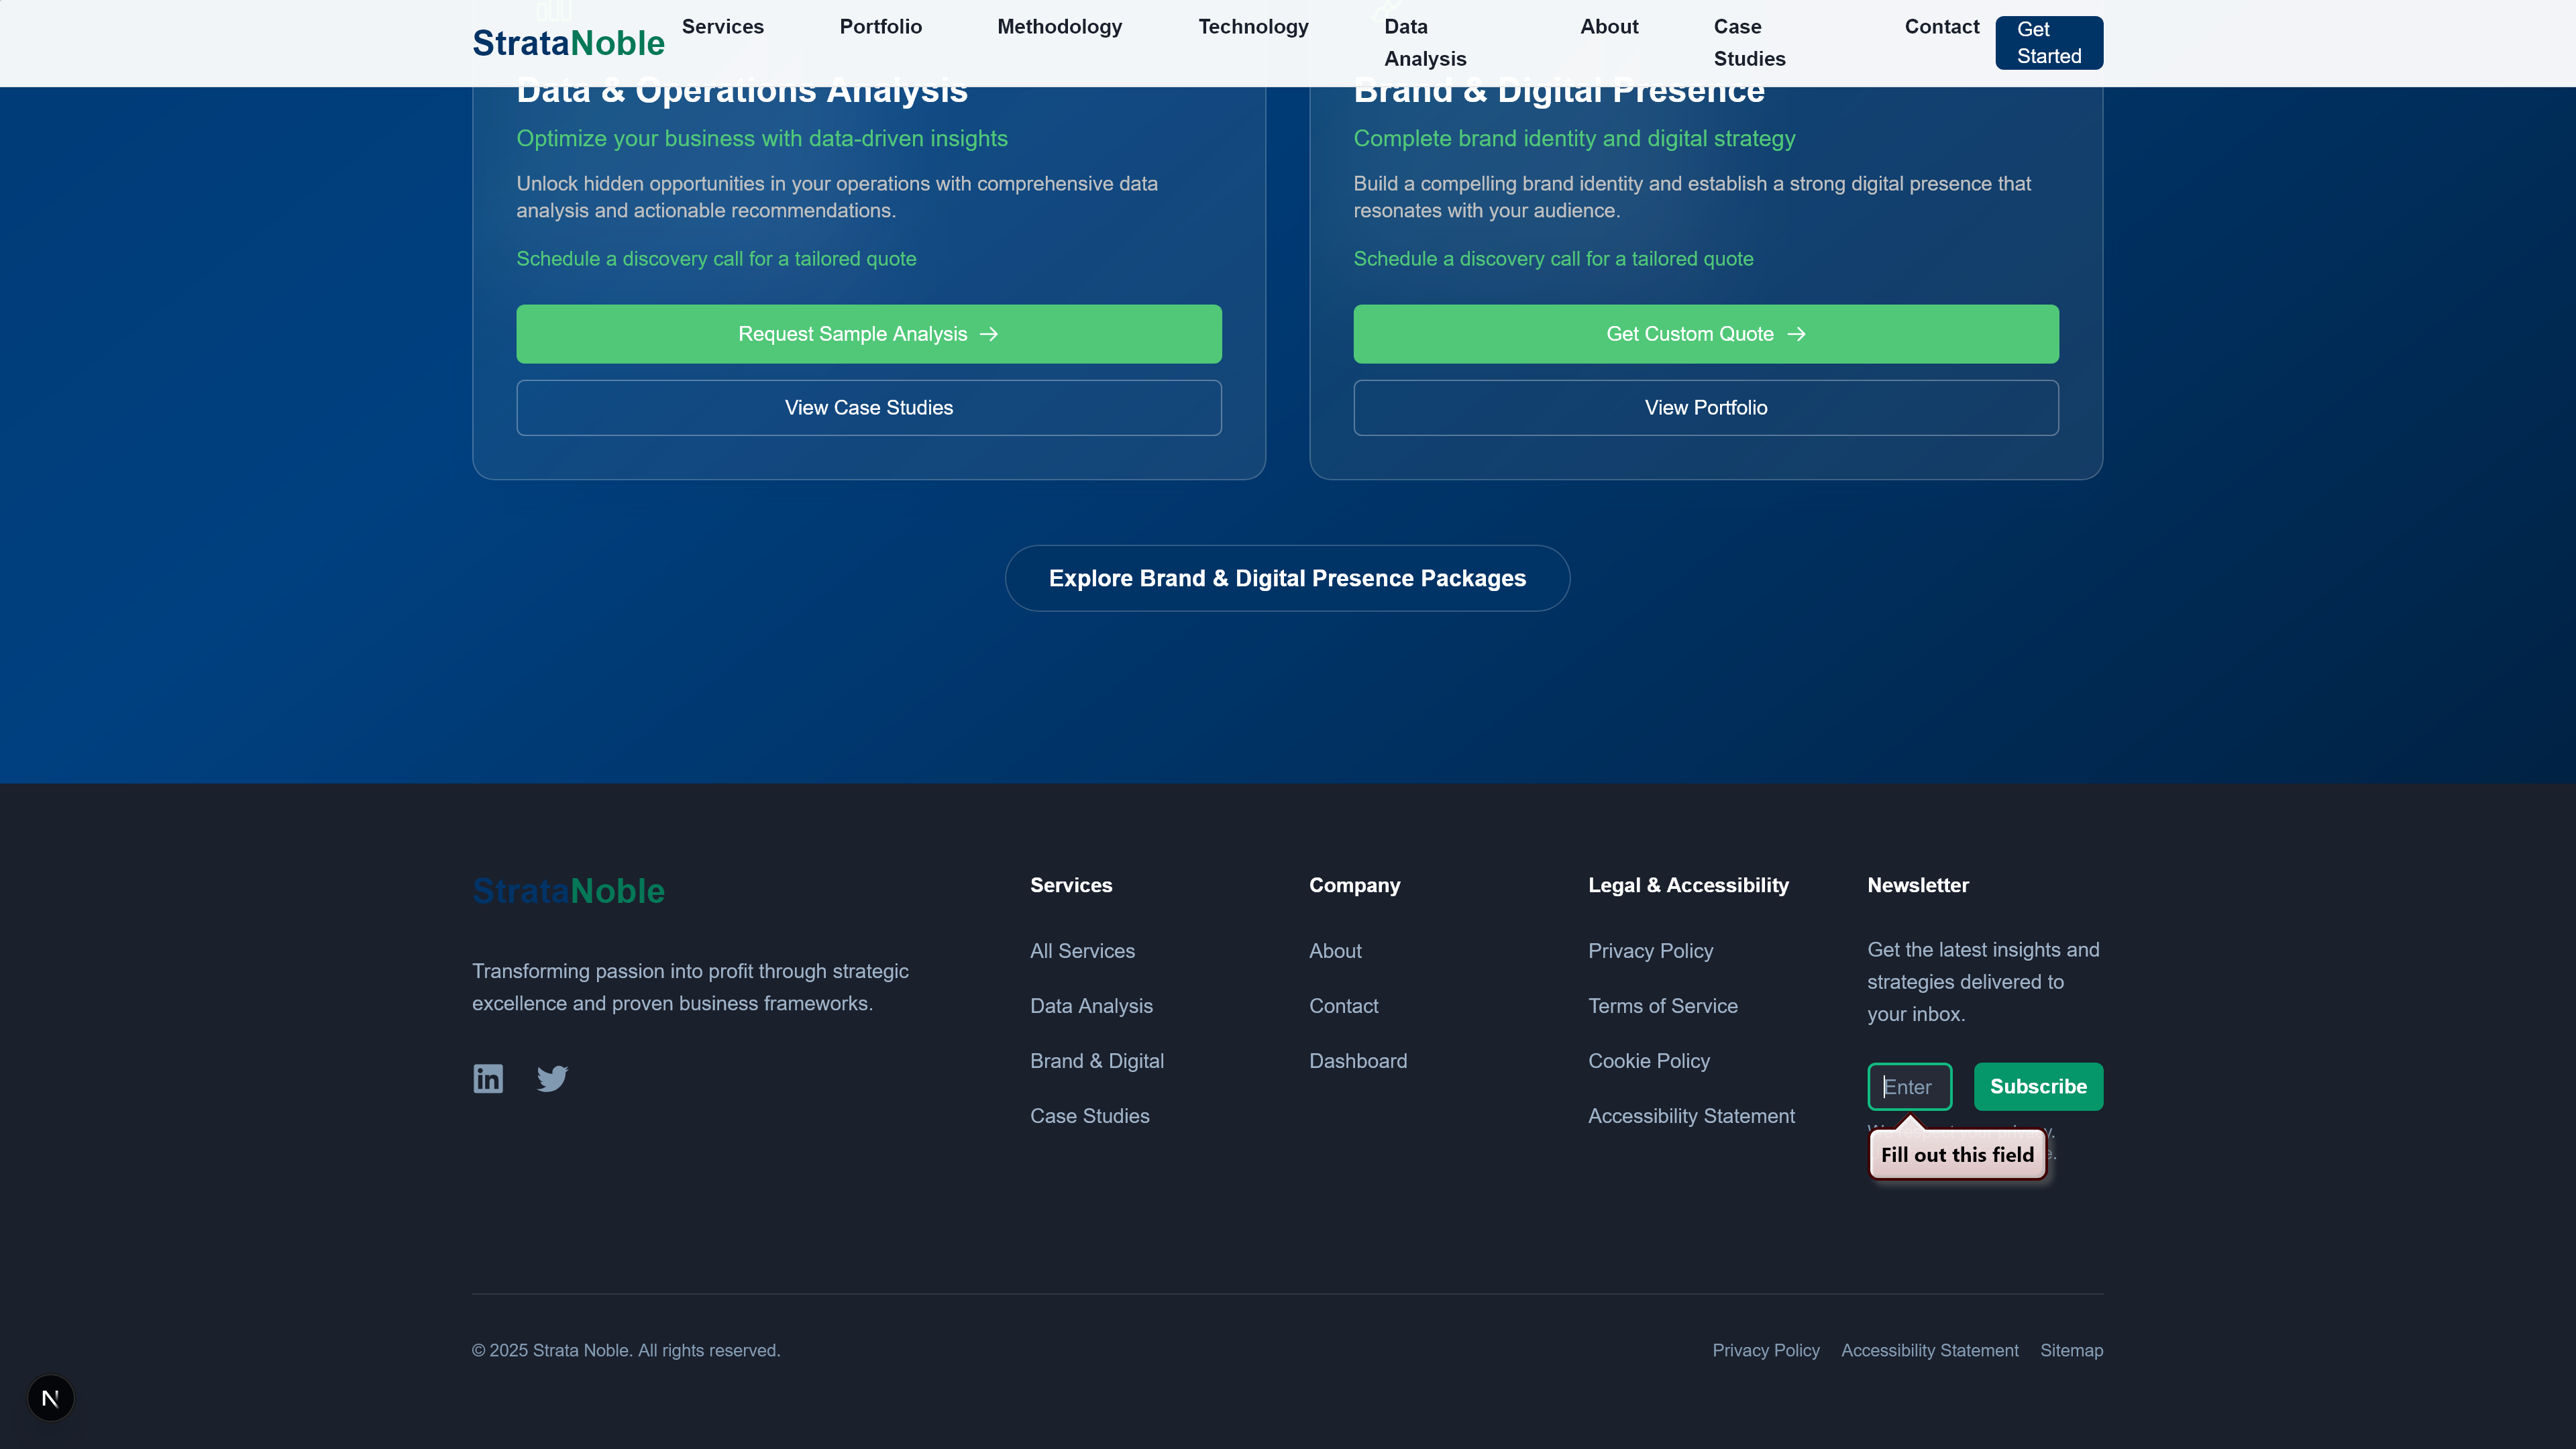 StrataNoble
Services
Portfolio
Methodology
Technology
Data
Analysis
About
Case
Studies
Contact
Get
Started
Data & Operations Analysis
Optimize your business with data-driven insights
Unlock hidden opportunities in your operations with comprehensive data
analysis and actionable recommendations.
Schedule a discovery call for a tailored quote
Request Sample Analysis
View Case Studies
Brand & Digital Presence
Complete brand identity and digital strategy
Build a compelling brand identity and establish a strong digital presence that
resonates with your audience.
Schedule a discovery call for a tailored quote
Get Custom Quote
View Portfolio
Explore Brand & Digital Presence Packages
StrataNoble
Transforming passion into profit through strategic
excellence and proven business frameworks.
Services
All Services
Data Analysis
Brand & Digital
Case Studies
Company
About
Contact
Dashboard
Legal & Accessibility
Privacy Policy
Terms of Service
Cookie Policy
Accessibility Statement
Newsletter
Get the latest insights and
strategies delivered to
your inbox.
Enter
Subscribe
Fill out this field
© 2025 Strata Noble. All rights reserved.
Privacy Policy
Accessibility Statement
Sitemap
N